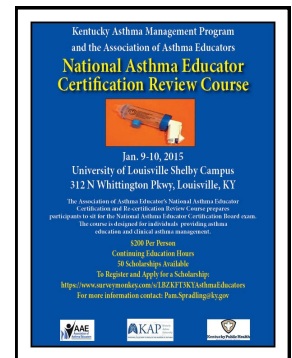 Kentucky Asthma Management Program
and the Association of Asthma Educators
National Asthma Educator
Certification Review Course
Jan. 9-10, 2015
University of Louisville Shelby Campus
312 N Whittington Pkwy, Louisville, KY
The Association of Asthma Educator's National Asthma Educator
Certification and Re-certification Review Course prepares
participants to sit for the National Asthma Educator Certification Board exam.
The course is designed for individuals providing asthma
education and clinical asthma management.
$200 Per Person
Continuing Education Hours
50 Scholarships Available
To Register and Apply for a Scholarship:
https://www.surveymonkey.com/s/LBZKFT3KYAsthmaEducators
For more information contact: Pam.Spradling@ky.gov
AAE
KAP
Kentucky Public Health